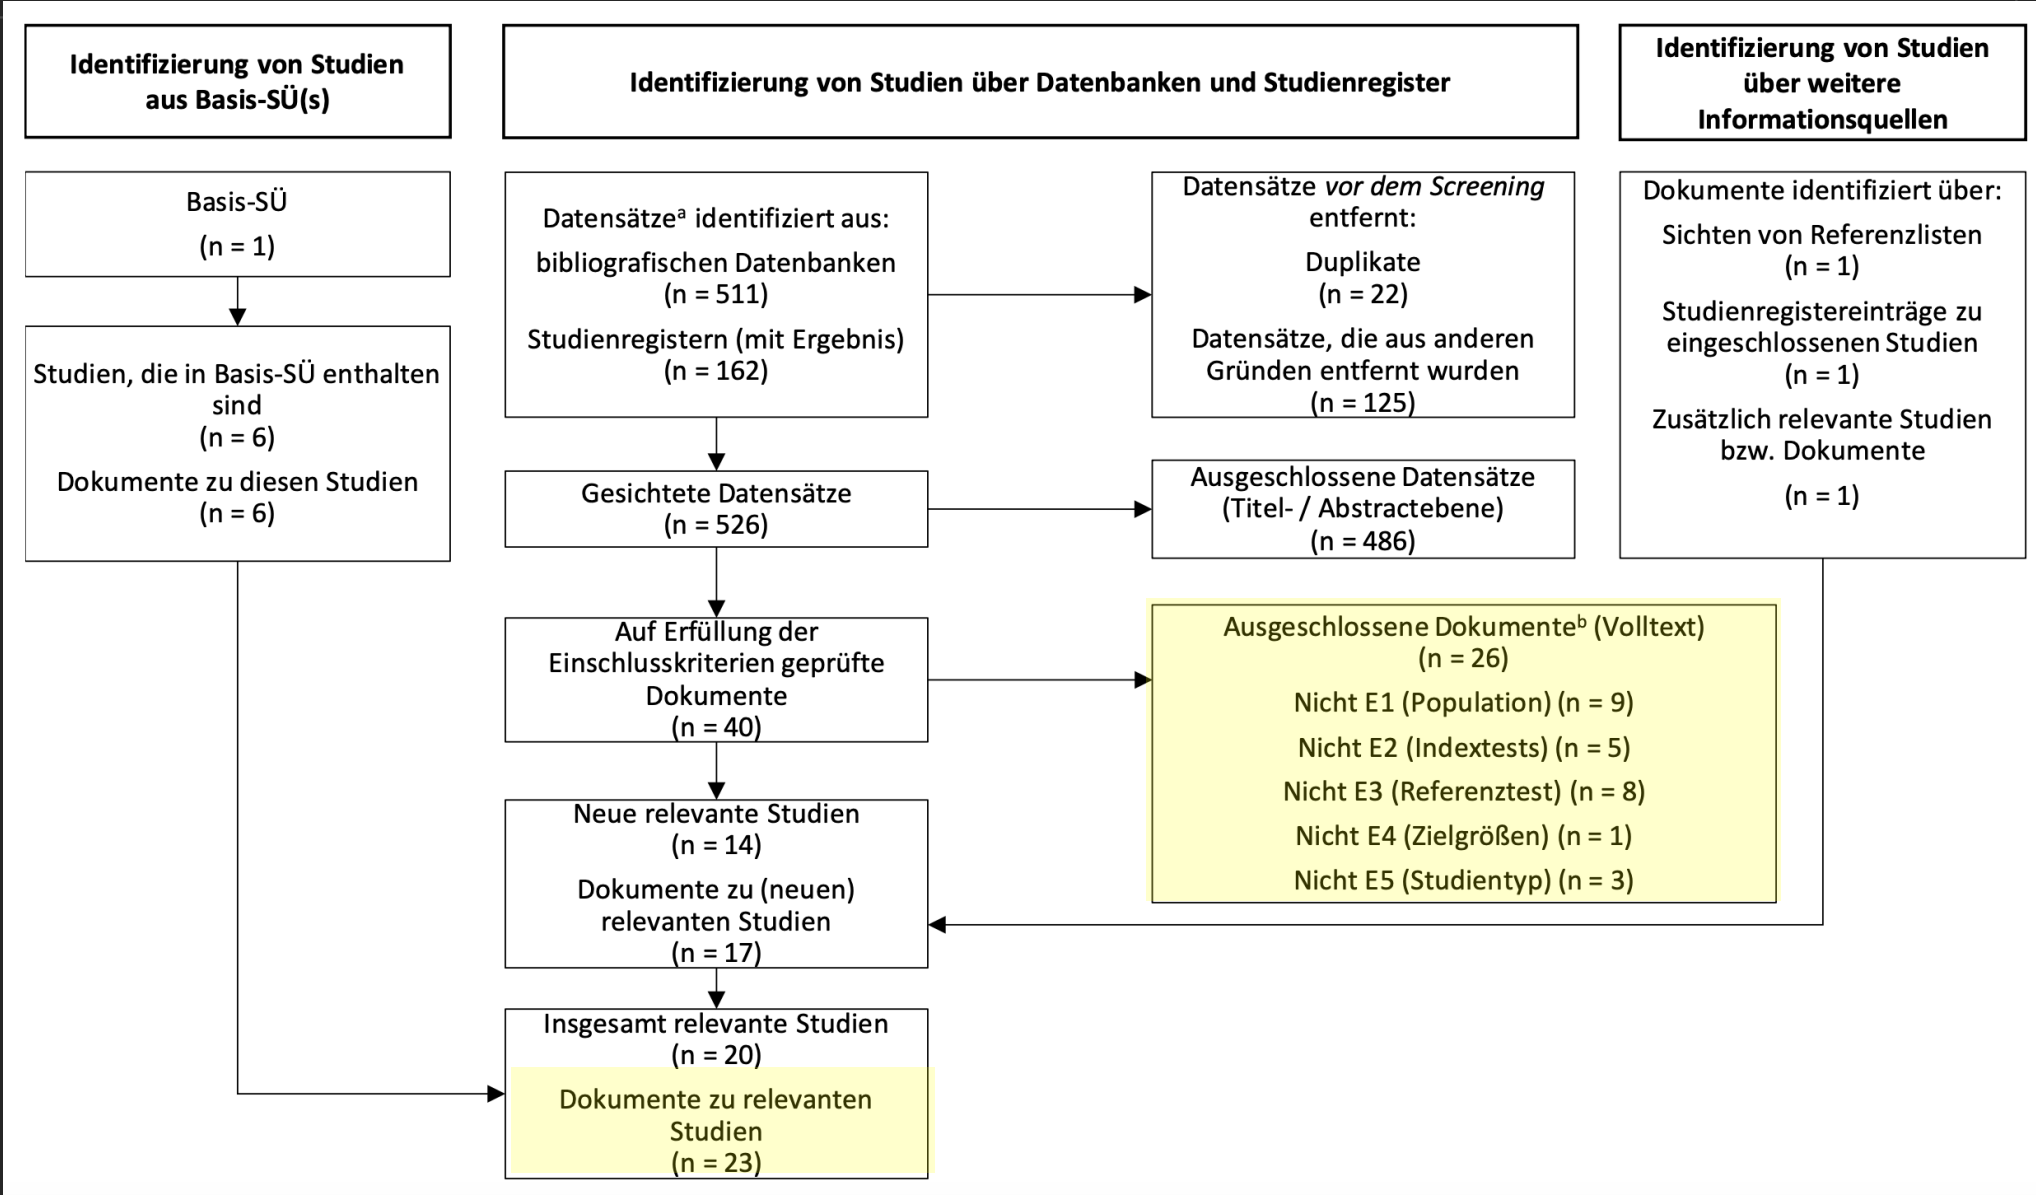 Identifizierung von Studien
aus Basis-SÜ(s)
Identifizierung von Studien über Datenbanken und Studienregister
Identifizierung von Studien
über weitere
Informationsquellen
Basis-SÜ
(n = 1)
Studien, die in Basis-SÜ enthalten
sind
(n = 6)
Dokumente zu diesen Studien
(n = 6)
Datensätzeᵃ identifiziert aus:
bibliografischen Datenbanken
(n = 511)
Studienregistern (mit Ergebnis)
(n = 162)
Datensätze vor dem Screening
entfernt:
Duplikate
(n = 22)
Datensätze, die aus anderen
Gründen entfernt wurden
(n = 125)
Dokumente identifiziert über:
Sichten von Referenzlisten
(n = 1)
Studienregistereinträge zu
eingeschlossenen Studien
(n = 1)
Zusätzlich relevante Studien
bzw. Dokumente
(n = 1)
Gesichtete Datensätze
(n = 526)
Ausgeschlossene Datensätze
(Titel- / Abstractebene)
(n = 486)
Auf Erfüllung der
Einschlusskriterien geprüfte
Dokumente
(n = 40)
Ausgeschlossene Dokumenteᵇ (Volltext)
(n = 26)
Nicht E1 (Population) (n = 9)
Nicht E2 (Indextests) (n = 5)
Nicht E3 (Referenztest) (n = 8)
Nicht E4 (Zielgrößen) (n = 1)
Nicht E5 (Studientyp) (n = 3)
Neue relevante Studien
(n = 14)
Dokumente zu (neuen)
relevanten Studien
(n = 17)
Insgesamt relevante Studien
(n = 20)
Dokumente zu relevanten
Studien
(n = 23)